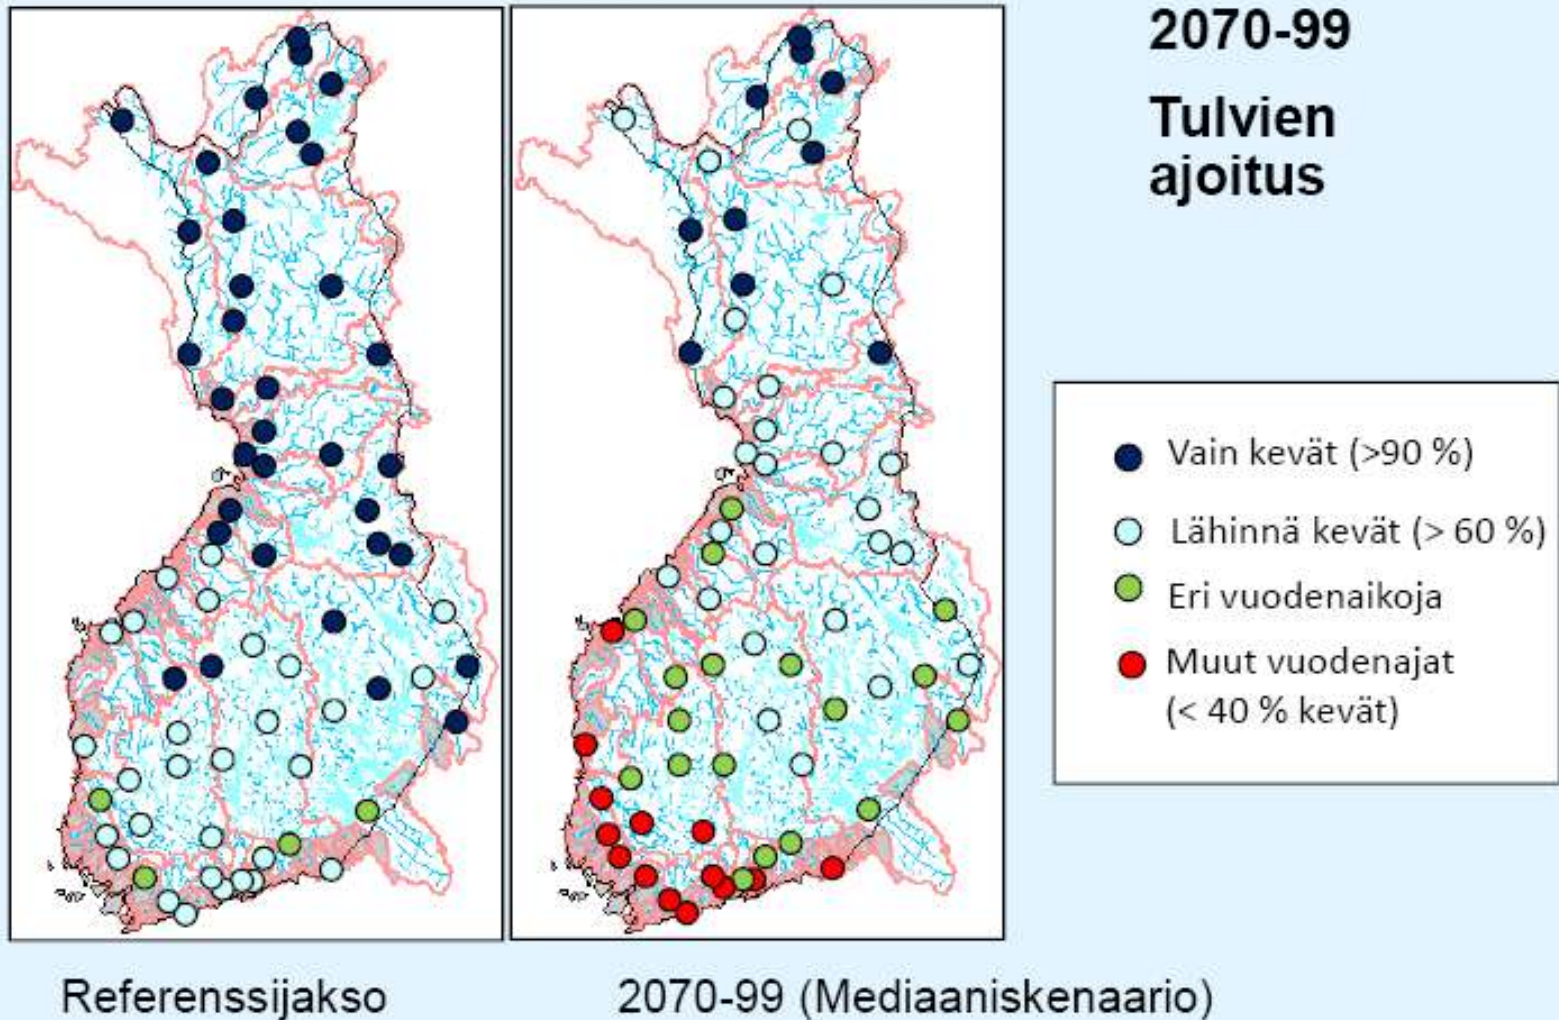 2070-99
Tulvien
ajoitus
Vain kevät (>90 %)
Lähinnä kevät (> 60 %)
Eri vuodenaikoja
Muut vuodenajat
(< 40 % kevät)
Referenssijakso
2070-99 (Mediaaniskenaario)